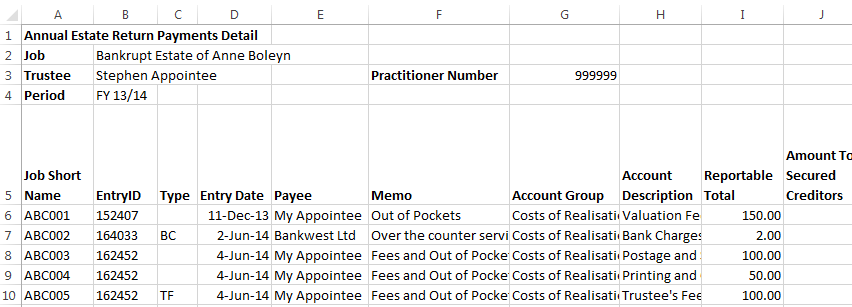 A B C D E F G H I J
1 Annual Estate Return Payments Detail
2 Job Bankrupt Estate of Anne Boleyn
3 Trustee Stephen Appointee Practitioner Number 999999
4 Period FY 13/14
Amount To
Job Short Account Reportable Secured
5 Name EntryID Type Entry Date Payee Memo Account Group Description Total Creditors
6 ABC001 152407 11-Dec-13 My Appointee Out of Pockets Costs of Realisati Valuation Fe 150.00
7 ABC002 164033 BC 2-Jun-14 Bankwest Ltd Over the counter servi Costs of Realisati Bank Charges 2.00
8 ABC003 162452 4-Jun-14 My Appointee Fees and Out of Pocke Costs of Realisati Postage and 100.00
9 ABC004 162452 4-Jun-14 My Appointee Fees and Out of Pocke Costs of Realisati Printing and 50.00
10 ABC005 162452 TF 4-Jun-14 My Appointee Fees and Out of Pocke Costs of Realisati Trustee's Fee 100.00